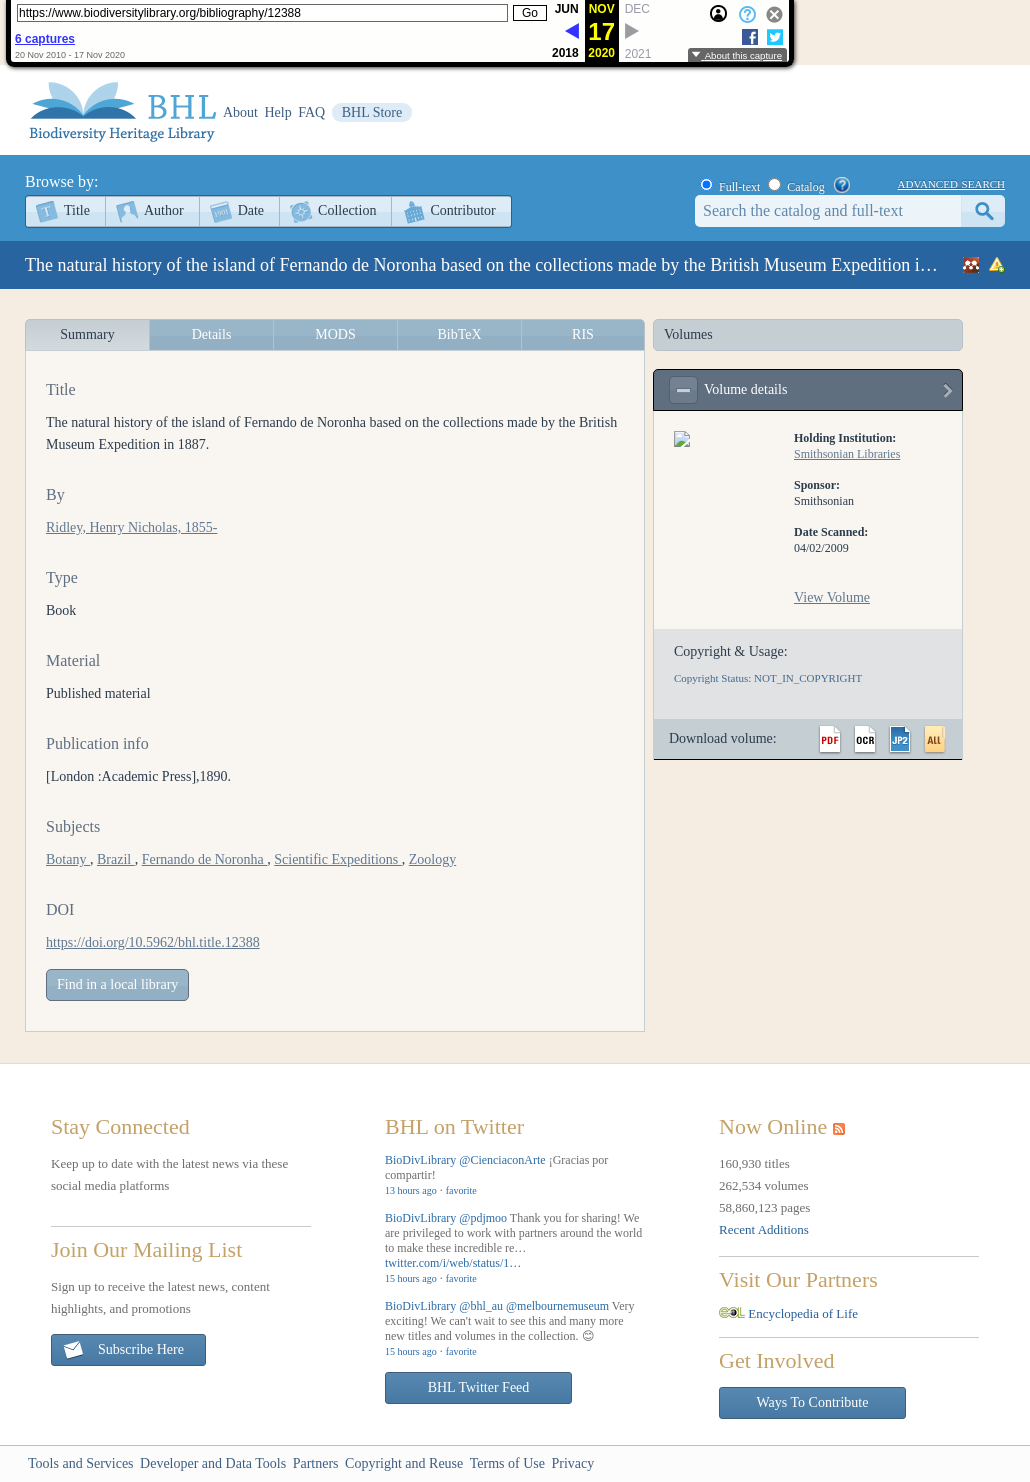 https://www.biodiversitylibrary.org/bibliography/12388
Go
JUN NOV DEC
17
2018 2020 2021
6 captures
20 Nov 2010 - 17 Nov 2020
About this capture
BHL
Biodiversity Heritage Library
About Help FAQ BHL Store
Browse by:
Title Author Date Collection Contributor
Full-text Catalog ?
ADVANCED SEARCH
Search the catalog and full-text
The natural history of the island of Fernando de Noronha based on the collections made by the British Museum Expedition i…
Summary Details MODS BibTeX RIS
Title
The natural history of the island of Fernando de Noronha based on the collections made by the British
Museum Expedition in 1887.
By
Ridley, Henry Nicholas, 1855-
Type
Book
Material
Published material
Publication info
[London :Academic Press],1890.
Subjects
Botany , Brazil , Fernando de Noronha , Scientific Expeditions , Zoology
DOI
https://doi.org/10.5962/bhl.title.12388
Find in a local library
Volumes
Volume details
Holding Institution:
Smithsonian Libraries
Sponsor:
Smithsonian
Date Scanned:
04/02/2009
View Volume
Copyright & Usage:
Copyright Status: NOT_IN_COPYRIGHT
Download volume:
PDF OCR JP2 ALL
Stay Connected
Keep up to date with the latest news via these
social media platforms
Join Our Mailing List
Sign up to receive the latest news, content
highlights, and promotions
Subscribe Here
BHL on Twitter
BioDivLibrary @CienciaconArte ¡Gracias por
compartir!
13 hours ago · favorite
BioDivLibrary @pdjmoo Thank you for sharing! We
are privileged to work with partners around the world
to make these incredible re…
twitter.com/i/web/status/1…
15 hours ago · favorite
BioDivLibrary @bhl_au @melbournemuseum Very
exciting! We can't wait to see this and many more
new titles and volumes in the collection. 😊
15 hours ago · favorite
BHL Twitter Feed
Now Online
160,930 titles
262,534 volumes
58,860,123 pages
Recent Additions
Visit Our Partners
EOL Encyclopedia of Life
Get Involved
Ways To Contribute
Tools and Services Developer and Data Tools Partners Copyright and Reuse Terms of Use Privacy